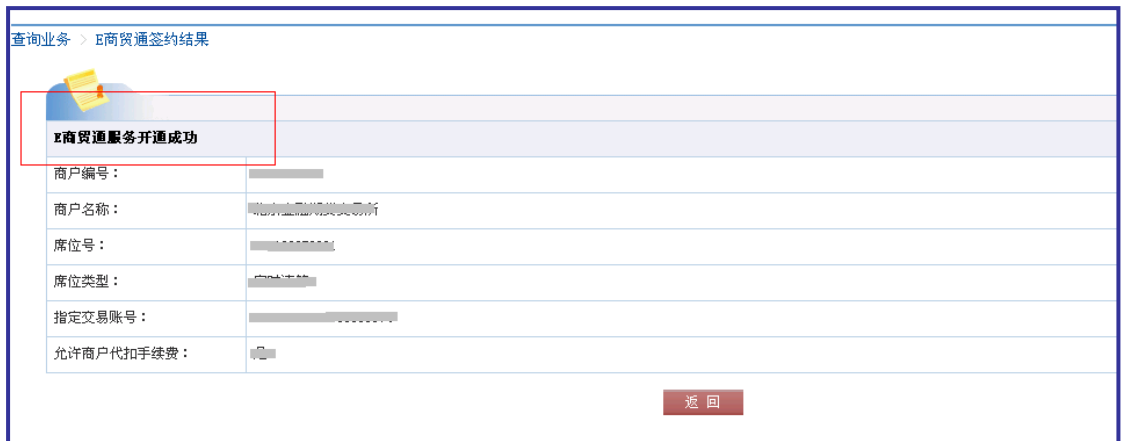 查询业务 > E商贸通签约结果
E商贸通服务开通成功
商户编号：
商户名称：
席位号：
席位类型：
指定交易账号：
允许商户代扣手续费：
返 回